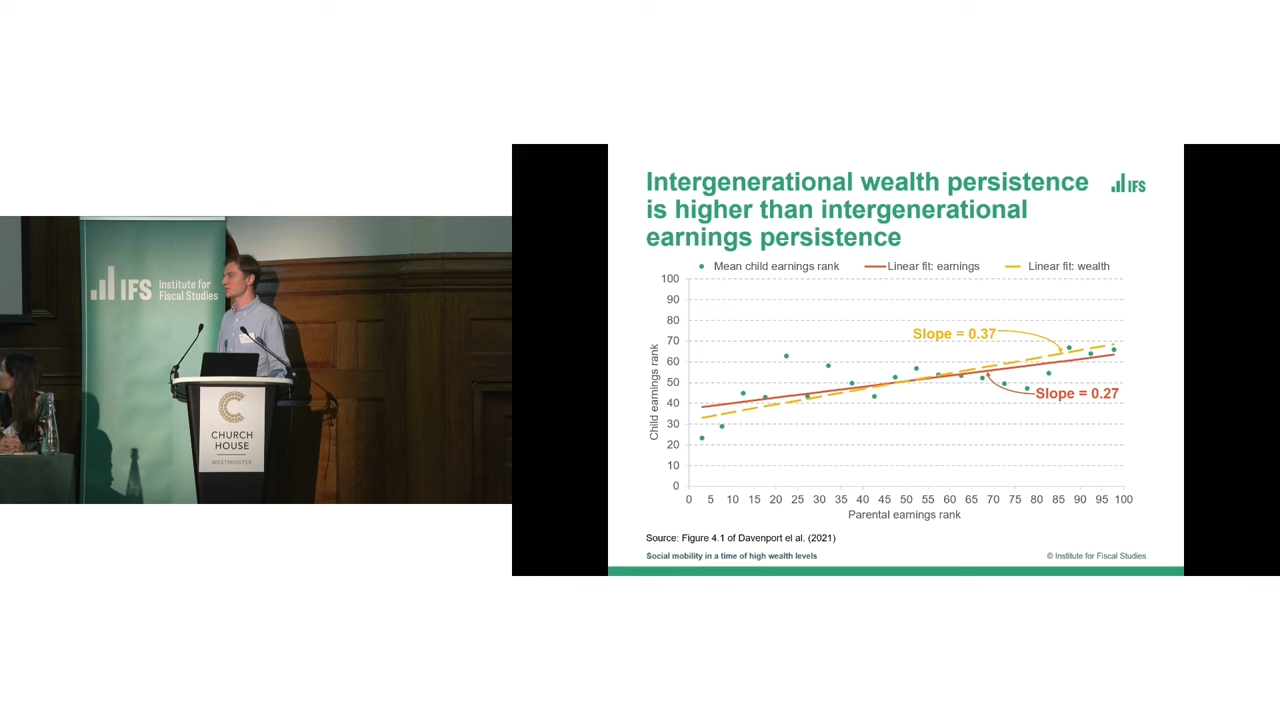 IFS
Institute for
Fiscal Studies
CHURCH
HOUSE
WESTMINSTER
Intergenerational wealth persistence
is higher than intergenerational
earnings persistence
IFS
Mean child earnings rank
Linear fit: earnings
Linear fit: wealth
100
90
80
70
60
50
40
30
20
10
0
Child earnings rank
Slope = 0.37
Slope = 0.27
0 5 10 15 20 25 30 35 40 45 50 55 60 65 70 75 80 85 90 95 100
Parental earnings rank
Source: Figure 4.1 of Davenport el al. (2021)
Social mobility in a time of high wealth levels
© Institute for Fiscal Studies